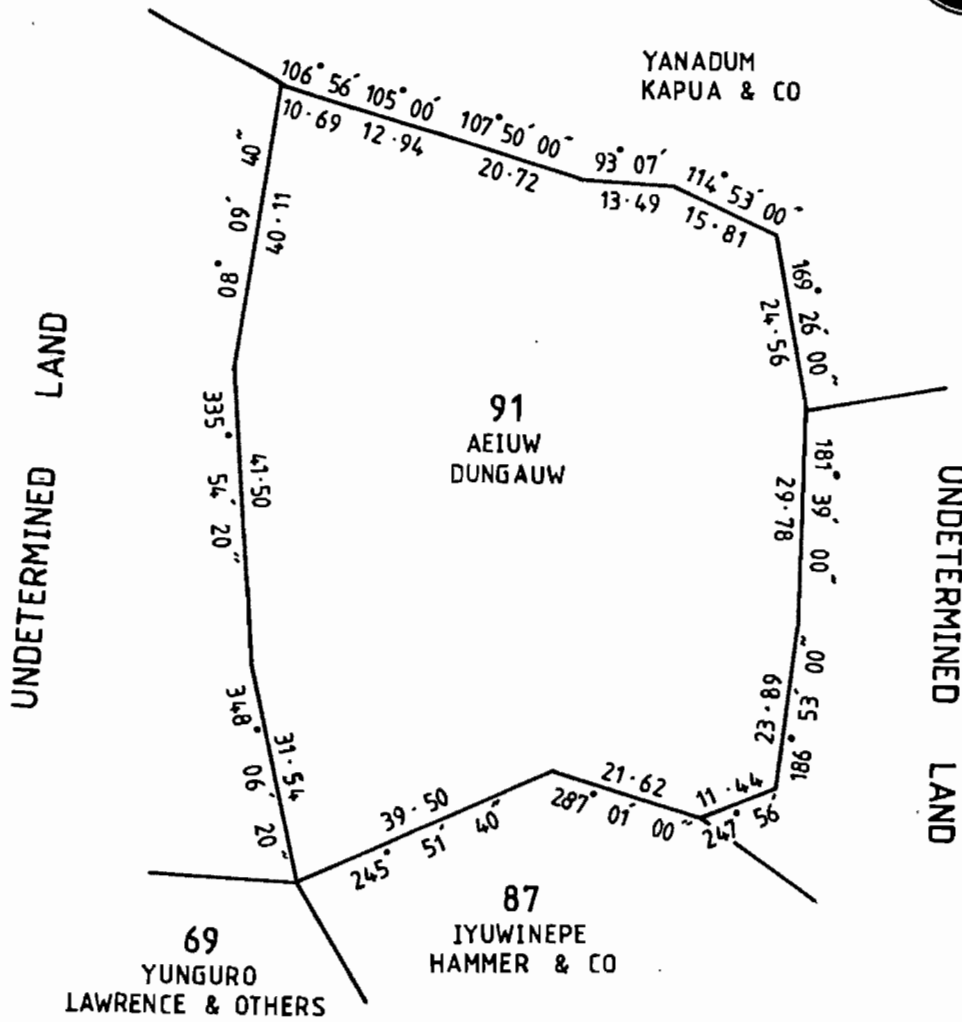 YANADUM
KAPUA & CO
106° 56´ 105° 00´ 107° 50´ 00˝ 93° 07´ 114° 53´ 00˝
10·69 12·94 20·72 13·49 15·81
169° 26´ 00˝
24·56
181° 39´ 00˝
29·78
186° 53´ 00˝
23·89
247° 56´
11·44
287° 01´ 00˝
21·62
245° 51´ 40˝
39·50
348° 06´ 20˝
31·54
335° 54´ 20˝
41·50
08° 09´ 40˝
40·11
UNDETERMINED LAND
91
AEIUW
DUNGAUW
UNDETERMINED LAND
87
IYUWINEPE
HAMMER & CO
69
YUNGURO
LAWRENCE & OTHERS